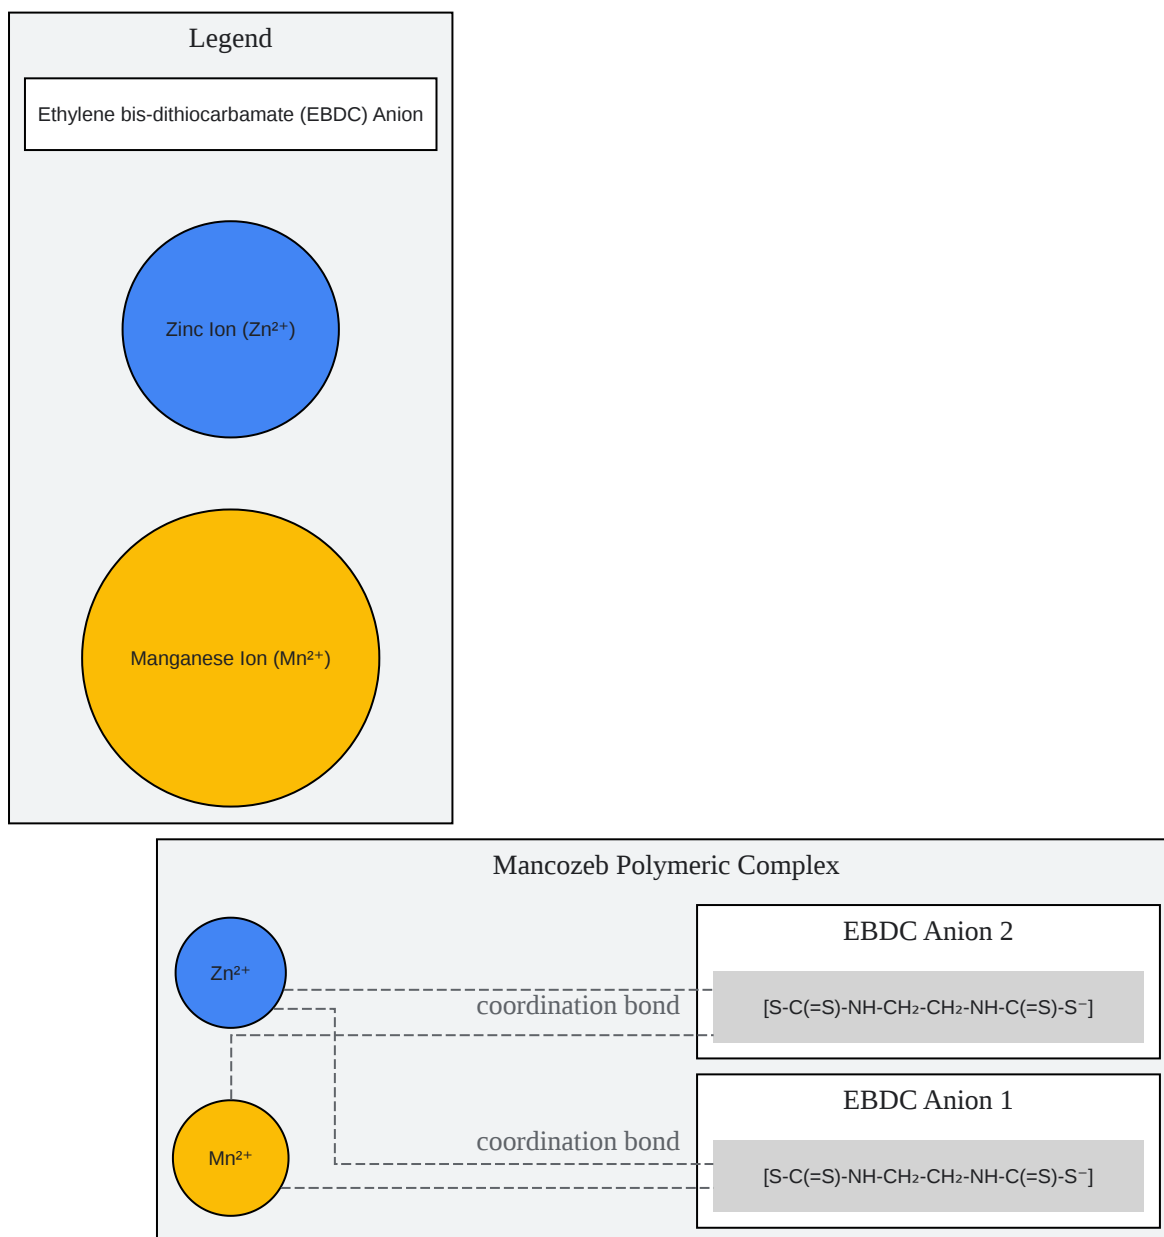 Legend
Ethylene bis-dithiocarbamate (EBDC) Anion
Zinc Ion (Zn²⁺)
Manganese Ion (Mn²⁺)
Mancozeb Polymeric Complex
Zn²⁺
coordination bond
EBDC Anion 2
[S-C(=S)-NH-CH₂-CH₂-NH-C(=S)-S⁻]
Mn²⁺
coordination bond
EBDC Anion 1
[S-C(=S)-NH-CH₂-CH₂-NH-C(=S)-S⁻]